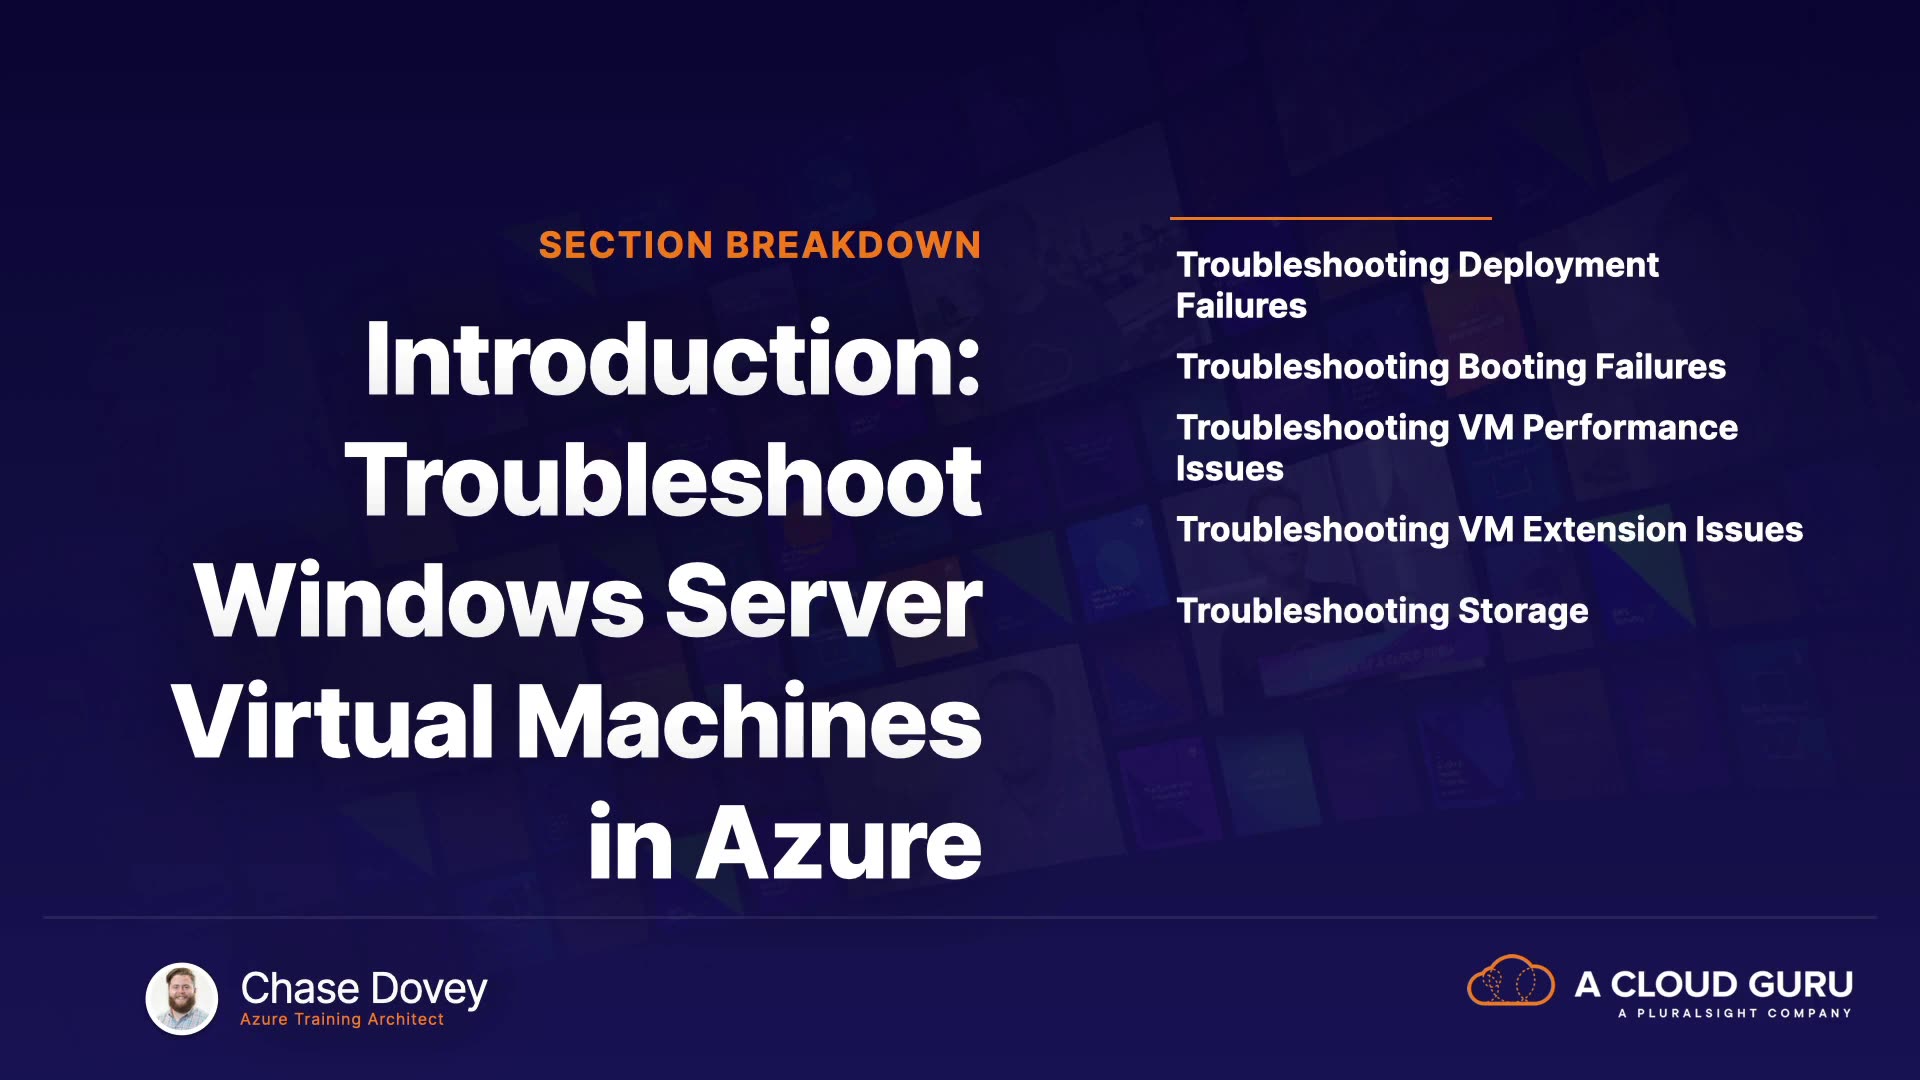 SECTION BREAKDOWN
Introduction:
Troubleshoot
Windows Server
Virtual Machines
in Azure
Troubleshooting Deployment
Failures
Troubleshooting Booting Failures
Troubleshooting VM Performance
Issues
Troubleshooting VM Extension Issues
Troubleshooting Storage
Chase Dovey
Azure Training Architect
A CLOUD GURU
A PLURALSIGHT COMPANY